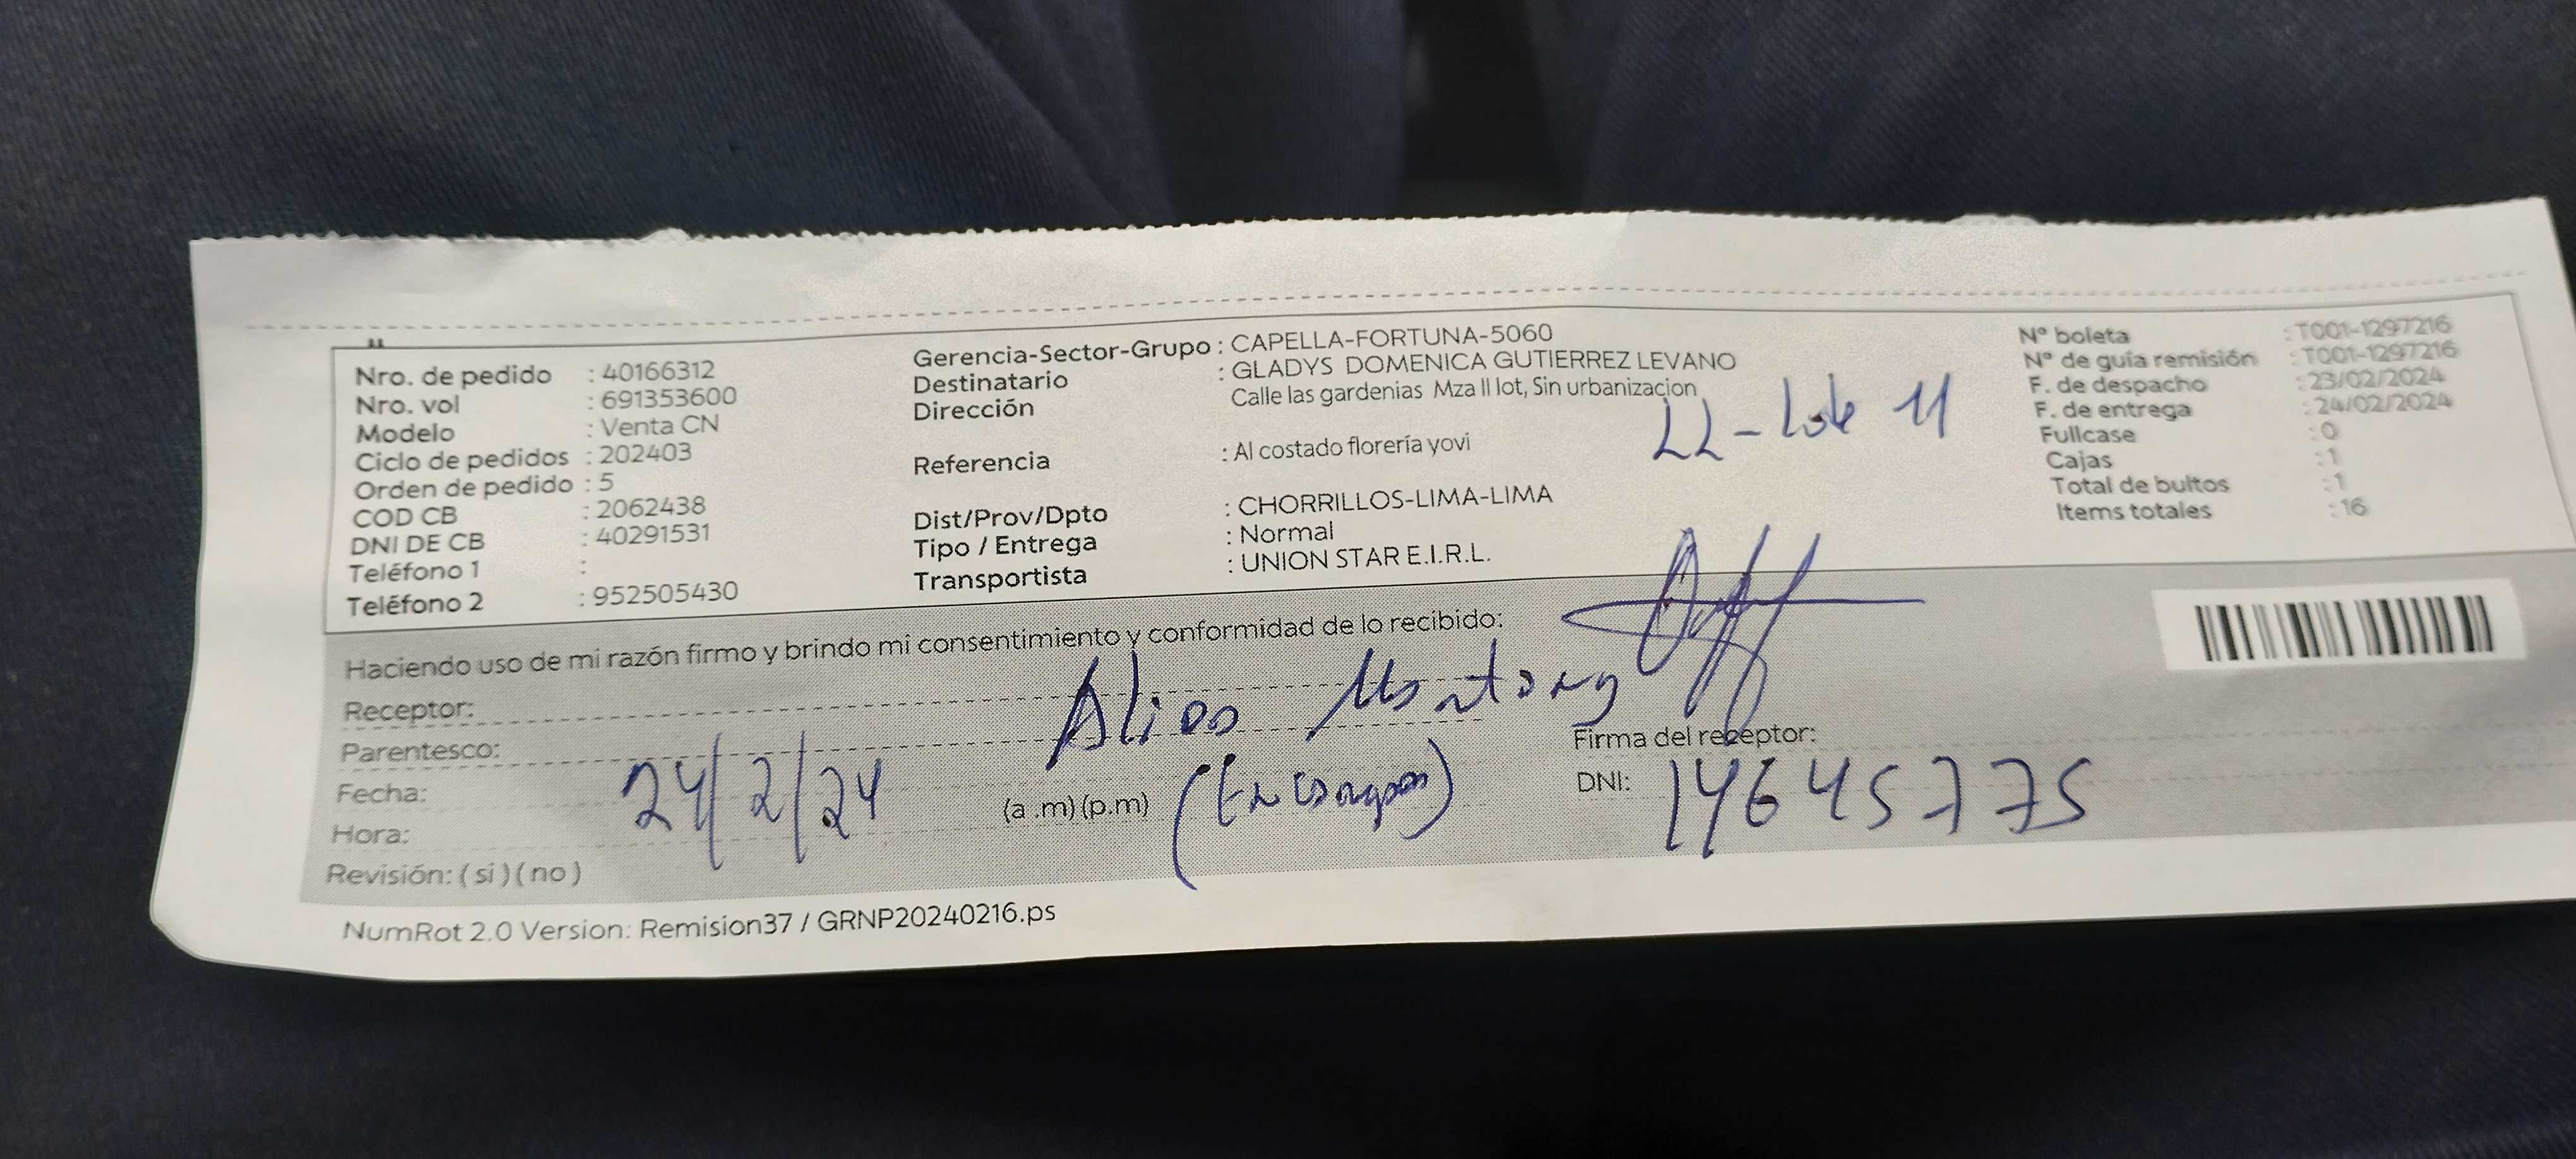 Nro. de pedido : 40166312
Nro. vol : 691353600
Modelo : Venta CN
Ciclo de pedidos : 202403
Orden de pedido : 5
COD CB : 2062438
DNI DE CB : 40291531
Teléfono 1 :
Teléfono 2 : 952505430
Gerencia-Sector-Grupo : CAPELLA-FORTUNA-5060
Destinatario : GLADYS DOMENICA GUTIERREZ LEVANO
Dirección Calle las gardenias Mza ll lot, Sin urbanizacion
LL - Lote 11
Referencia : Al costado florería yovi
Dist/Prov/Dpto : CHORRILLOS-LIMA-LIMA
Tipo / Entrega : Normal
Transportista : UNION STAR E.I.R.L.
Nº boleta : T001-1297216
Nº de guía remisión : T001-1297216
F. de despacho : 23/02/2024
F. de entrega : 24/02/2024
Fullcase : 0
Cajas : 1
Total de bultos : 1
Items totales : 16
Haciendo uso de mi razón firmo y brindo mi consentimiento y conformidad de lo recibido:
Receptor:
Parentesco:
Fecha: 24/2/24
Hora: (a .m) (p.m)
Revisión: ( si ) ( no )
Firma del receptor:
DNI: 14645775
NumRot 2.0 Version: Remision37 / GRNP20240216.ps